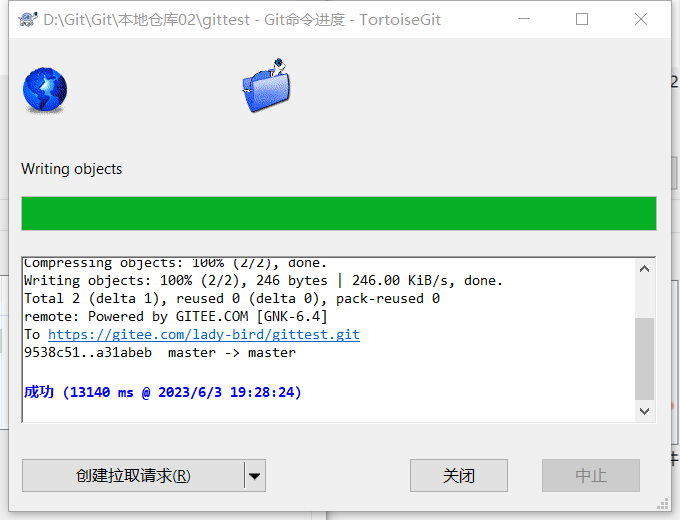 D:\Git\Git\本地仓库02\gittest - Git命令进度 - TortoiseGit
Writing objects
Compressing objects: 100% (2/2), done.
Writing objects: 100% (2/2), 246 bytes | 246.00 KiB/s, done.
Total 2 (delta 1), reused 0 (delta 0), pack-reused 0
remote: Powered by GITEE.COM [GNK-6.4]
To https://gitee.com/lady-bird/gittest.git
9538c51..a31abeb  master -> master
成功 (13140 ms @ 2023/6/3 19:28:24)
创建拉取请求(R)
关闭
中止